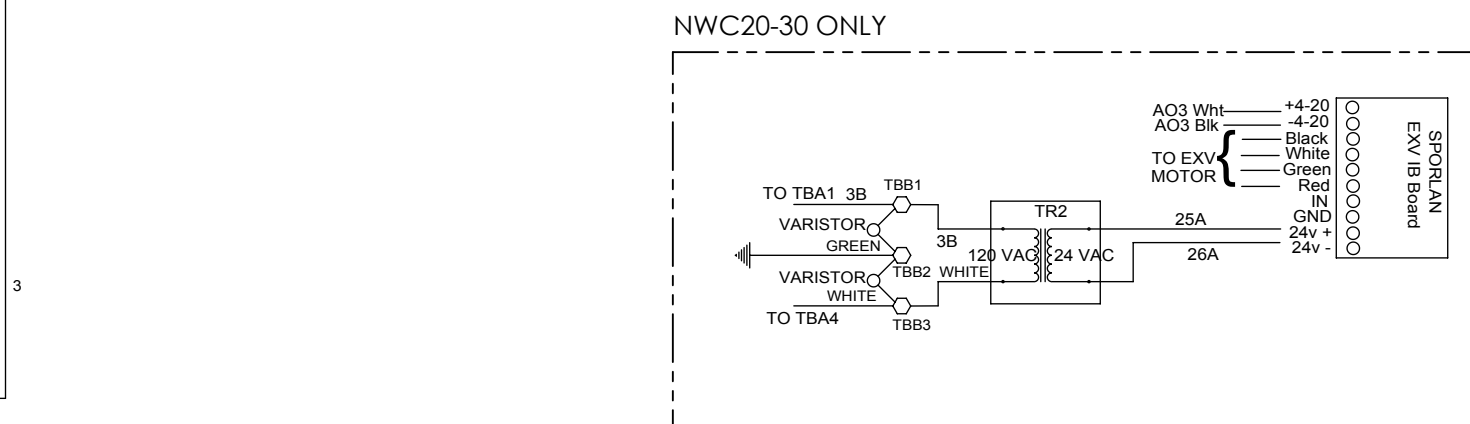 NWC20-30 ONLY
AO3 Wht
AO3 Blk
TO EXV
MOTOR
+4-20
-4-20
Black
White
Green
Red
IN
GND
24v +
24v -
SPORLAN
EXV IB Board
TO TBA1 3B
TBB1
VARISTOR
GREEN
TBB2
VARISTOR
WHITE
TO TBA4
TBB3
3B
WHITE
TR2
120 VAC
24 VAC
25A
26A
3